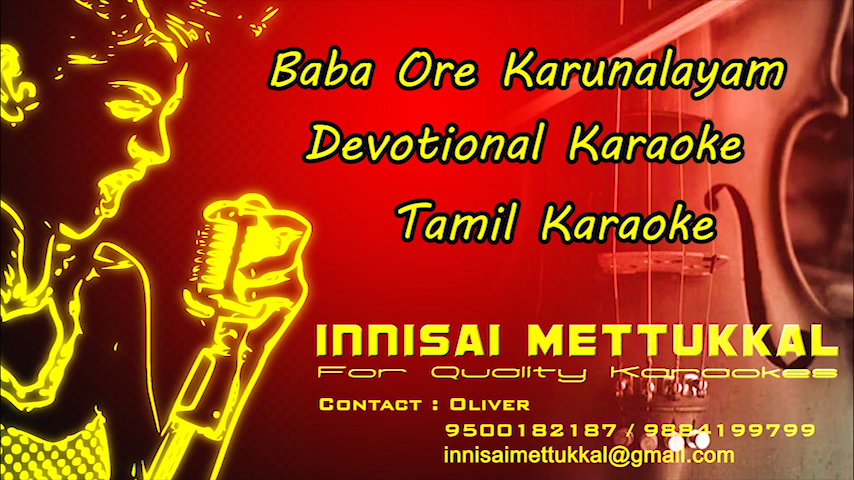 Baba Ore Karunalayam
Devotional Karaoke
Tamil Karaoke
INNISAI METTUKKAL
For Quality Karaokes
Contact : Oliver
9500182187 / 9884199799
innisaimettukkal@gmail.com